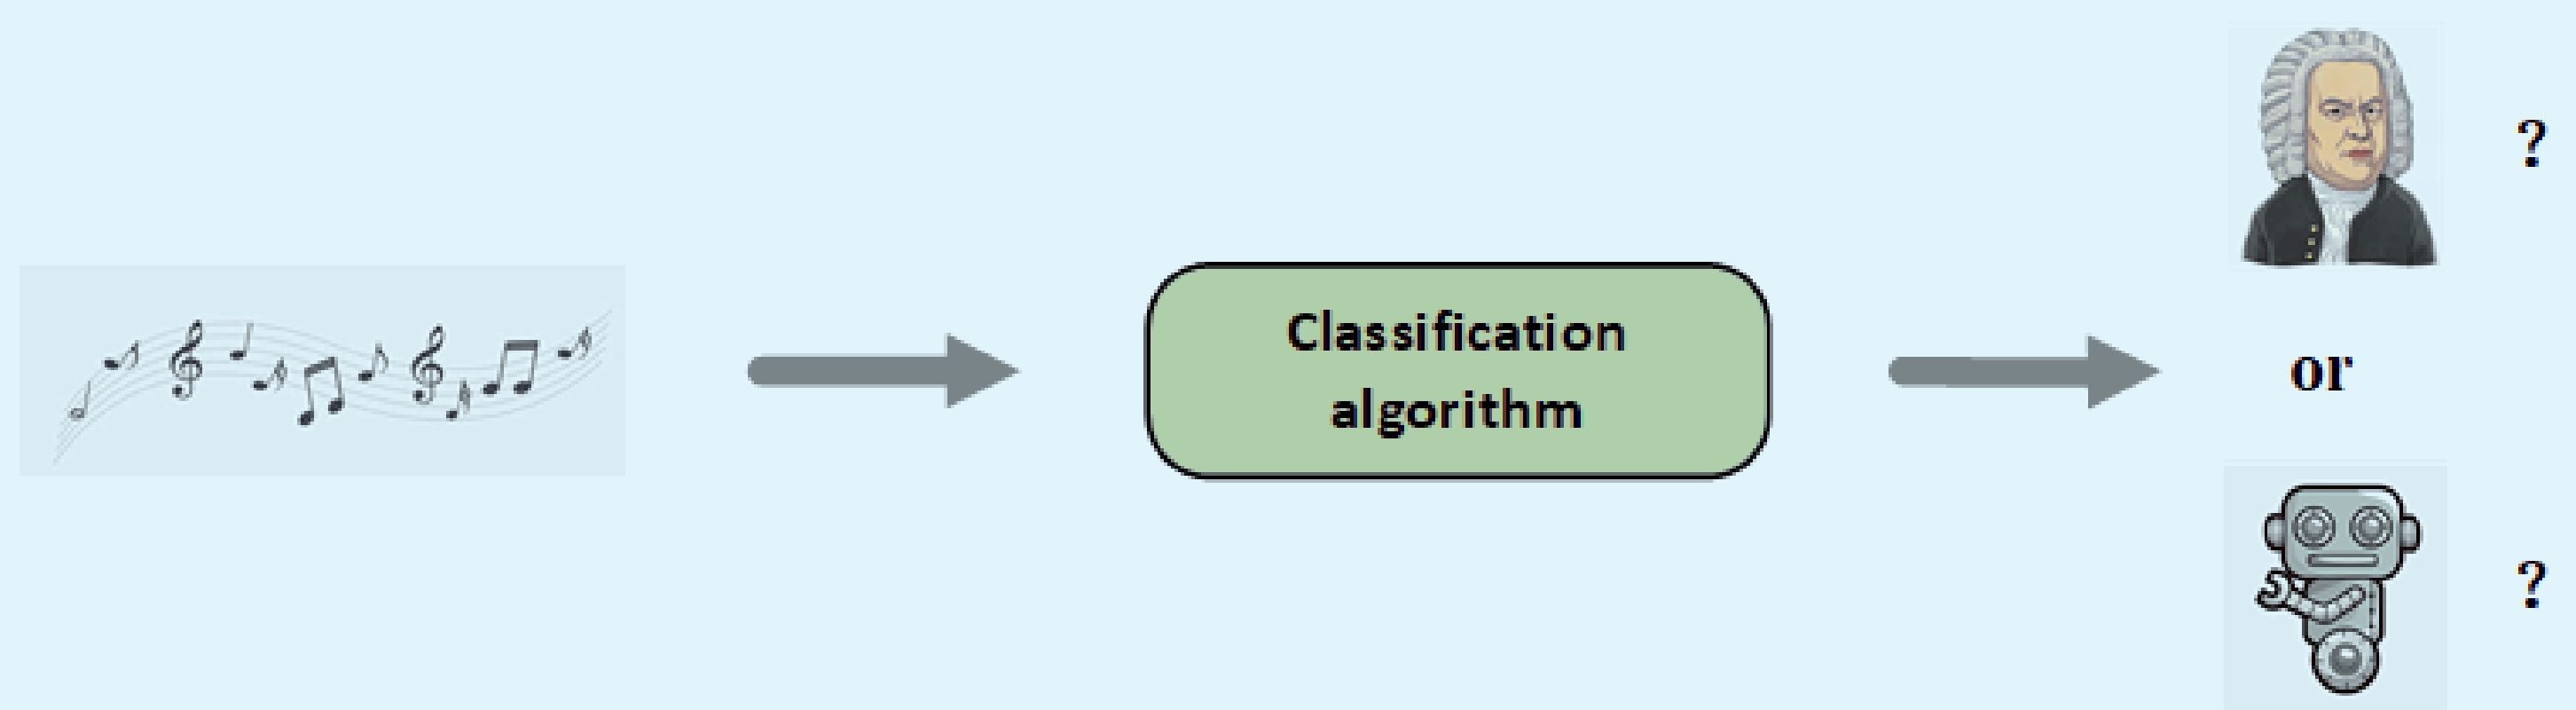 ?
Classification
algorithm
or
?